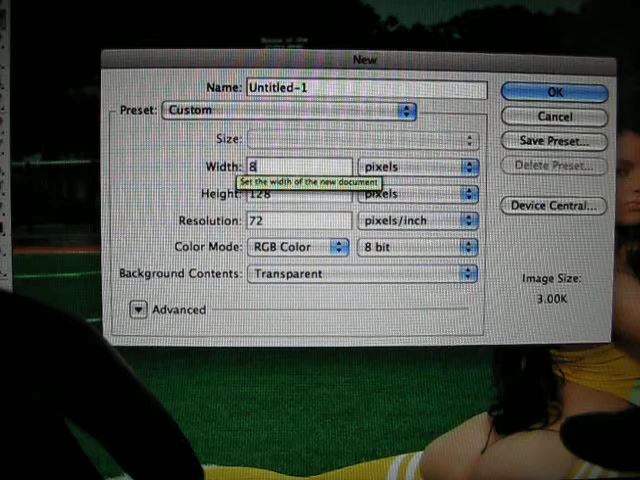 New
Name: Untitled-1
OK
Preset: Custom
Cancel
Size:
Save Preset...
Width: 8 pixels
Delete Preset...
Set the width of the new document
Height: 128 pixels
Device Central...
Resolution: 72 pixels/inch
Color Mode: RGB Color 8 bit
Background Contents: Transparent
Image Size:
3.00K
Advanced